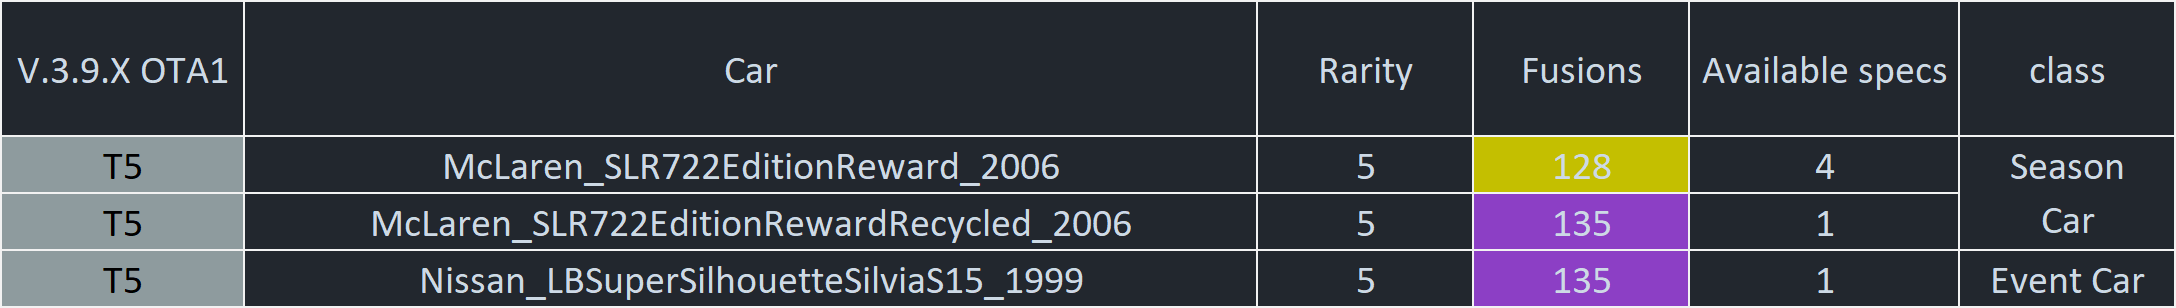 V.3.9.X OTA1 Car Rarity Fusions Available specs class
T5 McLaren_SLR722EditionReward_2006 5 128 4 Season
T5 McLaren_SLR722EditionRewardRecycled_2006 5 135 1 Car
T5 Nissan_LBSuperSilhouetteSilviaS15_1999 5 135 1 Event Car